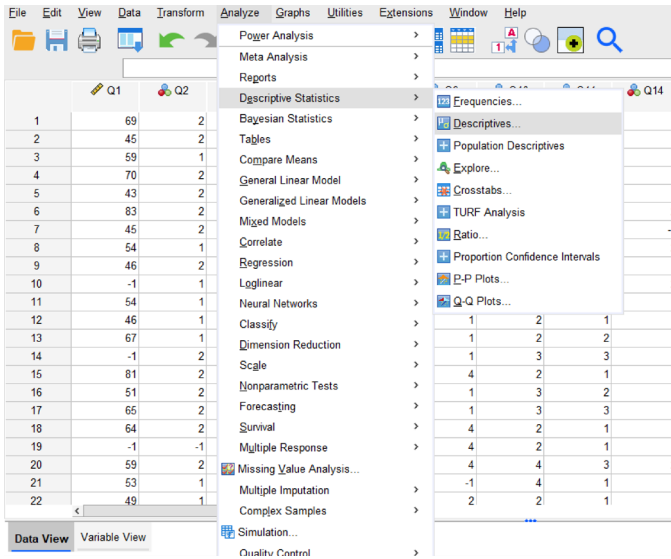 File Edit View Data Transform Analyze Graphs Utilities Extensions Window Help
Power Analysis
Meta Analysis
Reports
Descriptive Statistics
Bayesian Statistics
Tables
Compare Means
General Linear Model
Generalized Linear Models
Mixed Models
Correlate
Regression
Loglinear
Neural Networks
Classify
Dimension Reduction
Scale
Nonparametric Tests
Forecasting
Survival
Multiple Response
Missing Value Analysis...
Multiple Imputation
Complex Samples
Simulation...
Quality Control
Frequencies...
Descriptives...
Population Descriptives
Explore...
Crosstabs...
TURF Analysis
Ratio...
Proportion Confidence Intervals
P-P Plots...
Q-Q Plots...
Q1 Q2 Q14
1 69 2
2 45 2
3 59 1
4 70 2
5 43 2
6 83 2
7 45 2
8 54 1
9 46 2
10 -1 1
11 54 1
12 46 1 1 2 1
13 67 1 1 2 2
14 -1 2 1 3 3
15 81 2 4 2 1
16 51 2 1 3 2
17 65 2 1 3 3
18 64 2 4 2 1
19 -1 -1 4 2 1
20 59 2 4 4 3
21 53 1 -1 4 1
22 49 1 2 2 1
Data View Variable View